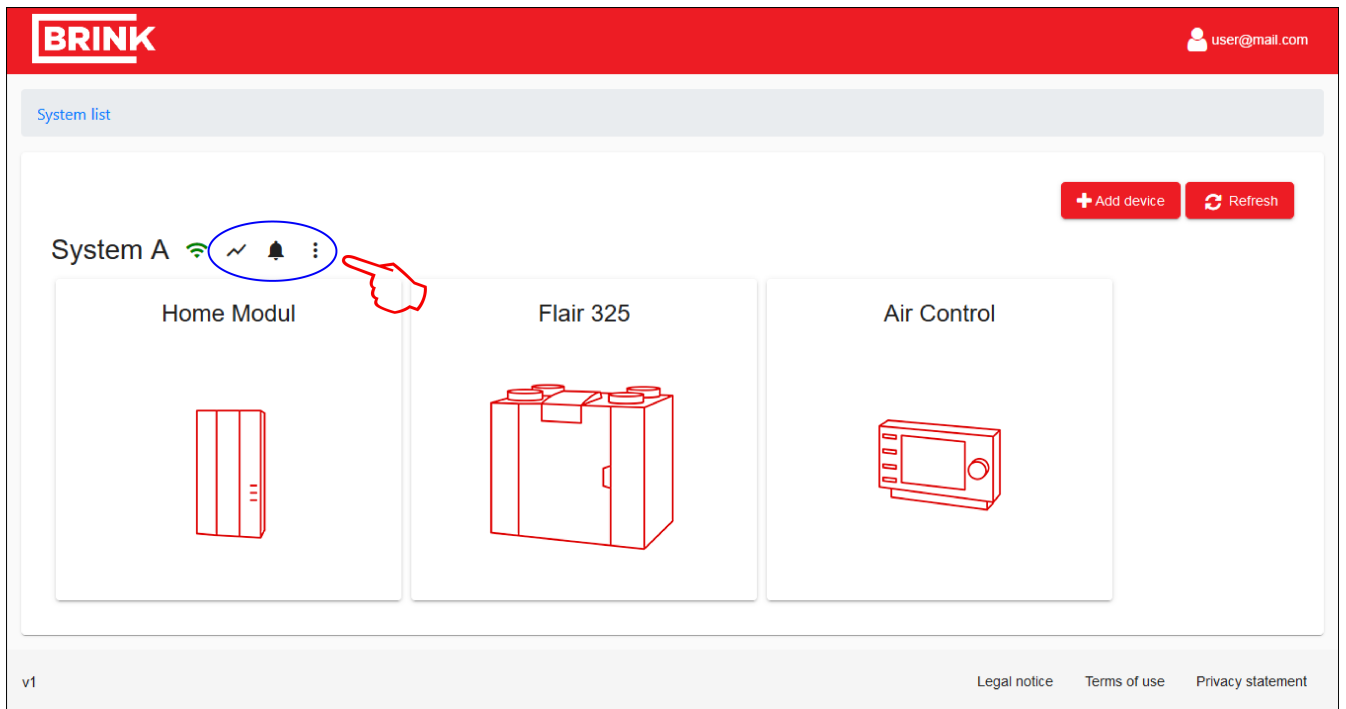 BRINK
user@mail.com
System list
Add device
Refresh
System A
Home Modul
Flair 325
Air Control
v1
Legal notice
Terms of use
Privacy statement